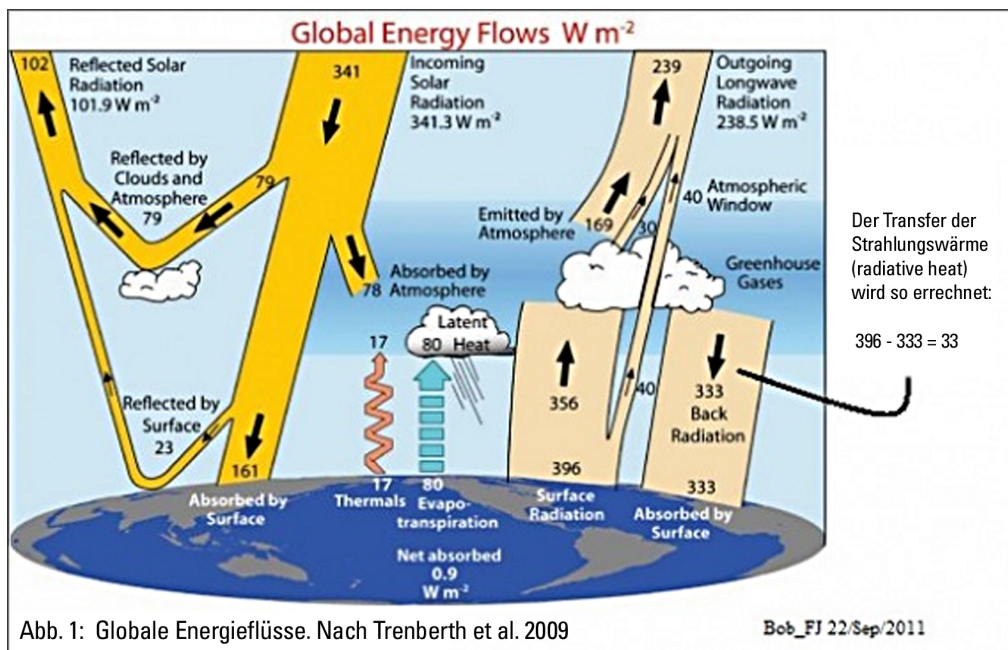 Global Energy Flows W m⁻²
102
Reflected Solar
Radiation
101.9 W m⁻²
341
Incoming
Solar
Radiation
341.3 W m⁻²
239
Outgoing
Longwave
Radiation
238.5 W m⁻²
Reflected by
Clouds and
Atmosphere
79
79
Emitted by
Atmosphere
169
30
40
Atmospheric
Window
Greenhouse
Gases
78
Absorbed by
Atmosphere
Latent
80 Heat
17
356
40
333
Back
Radiation
Reflected by
Surface
23
161
Absorbed by
Surface
17
Thermals
80
Evapo-
transpiration
396
Surface
Radiation
333
Absorbed by
Surface
Net absorbed
0.9
W m⁻²
Der Transfer der
Strahlungswärme
(radiative heat)
wird so errechnet:
396 - 333 = 33
Abb. 1: Globale Energieflüsse. Nach Trenberth et al. 2009
Bob_FJ 22/Sep/2011